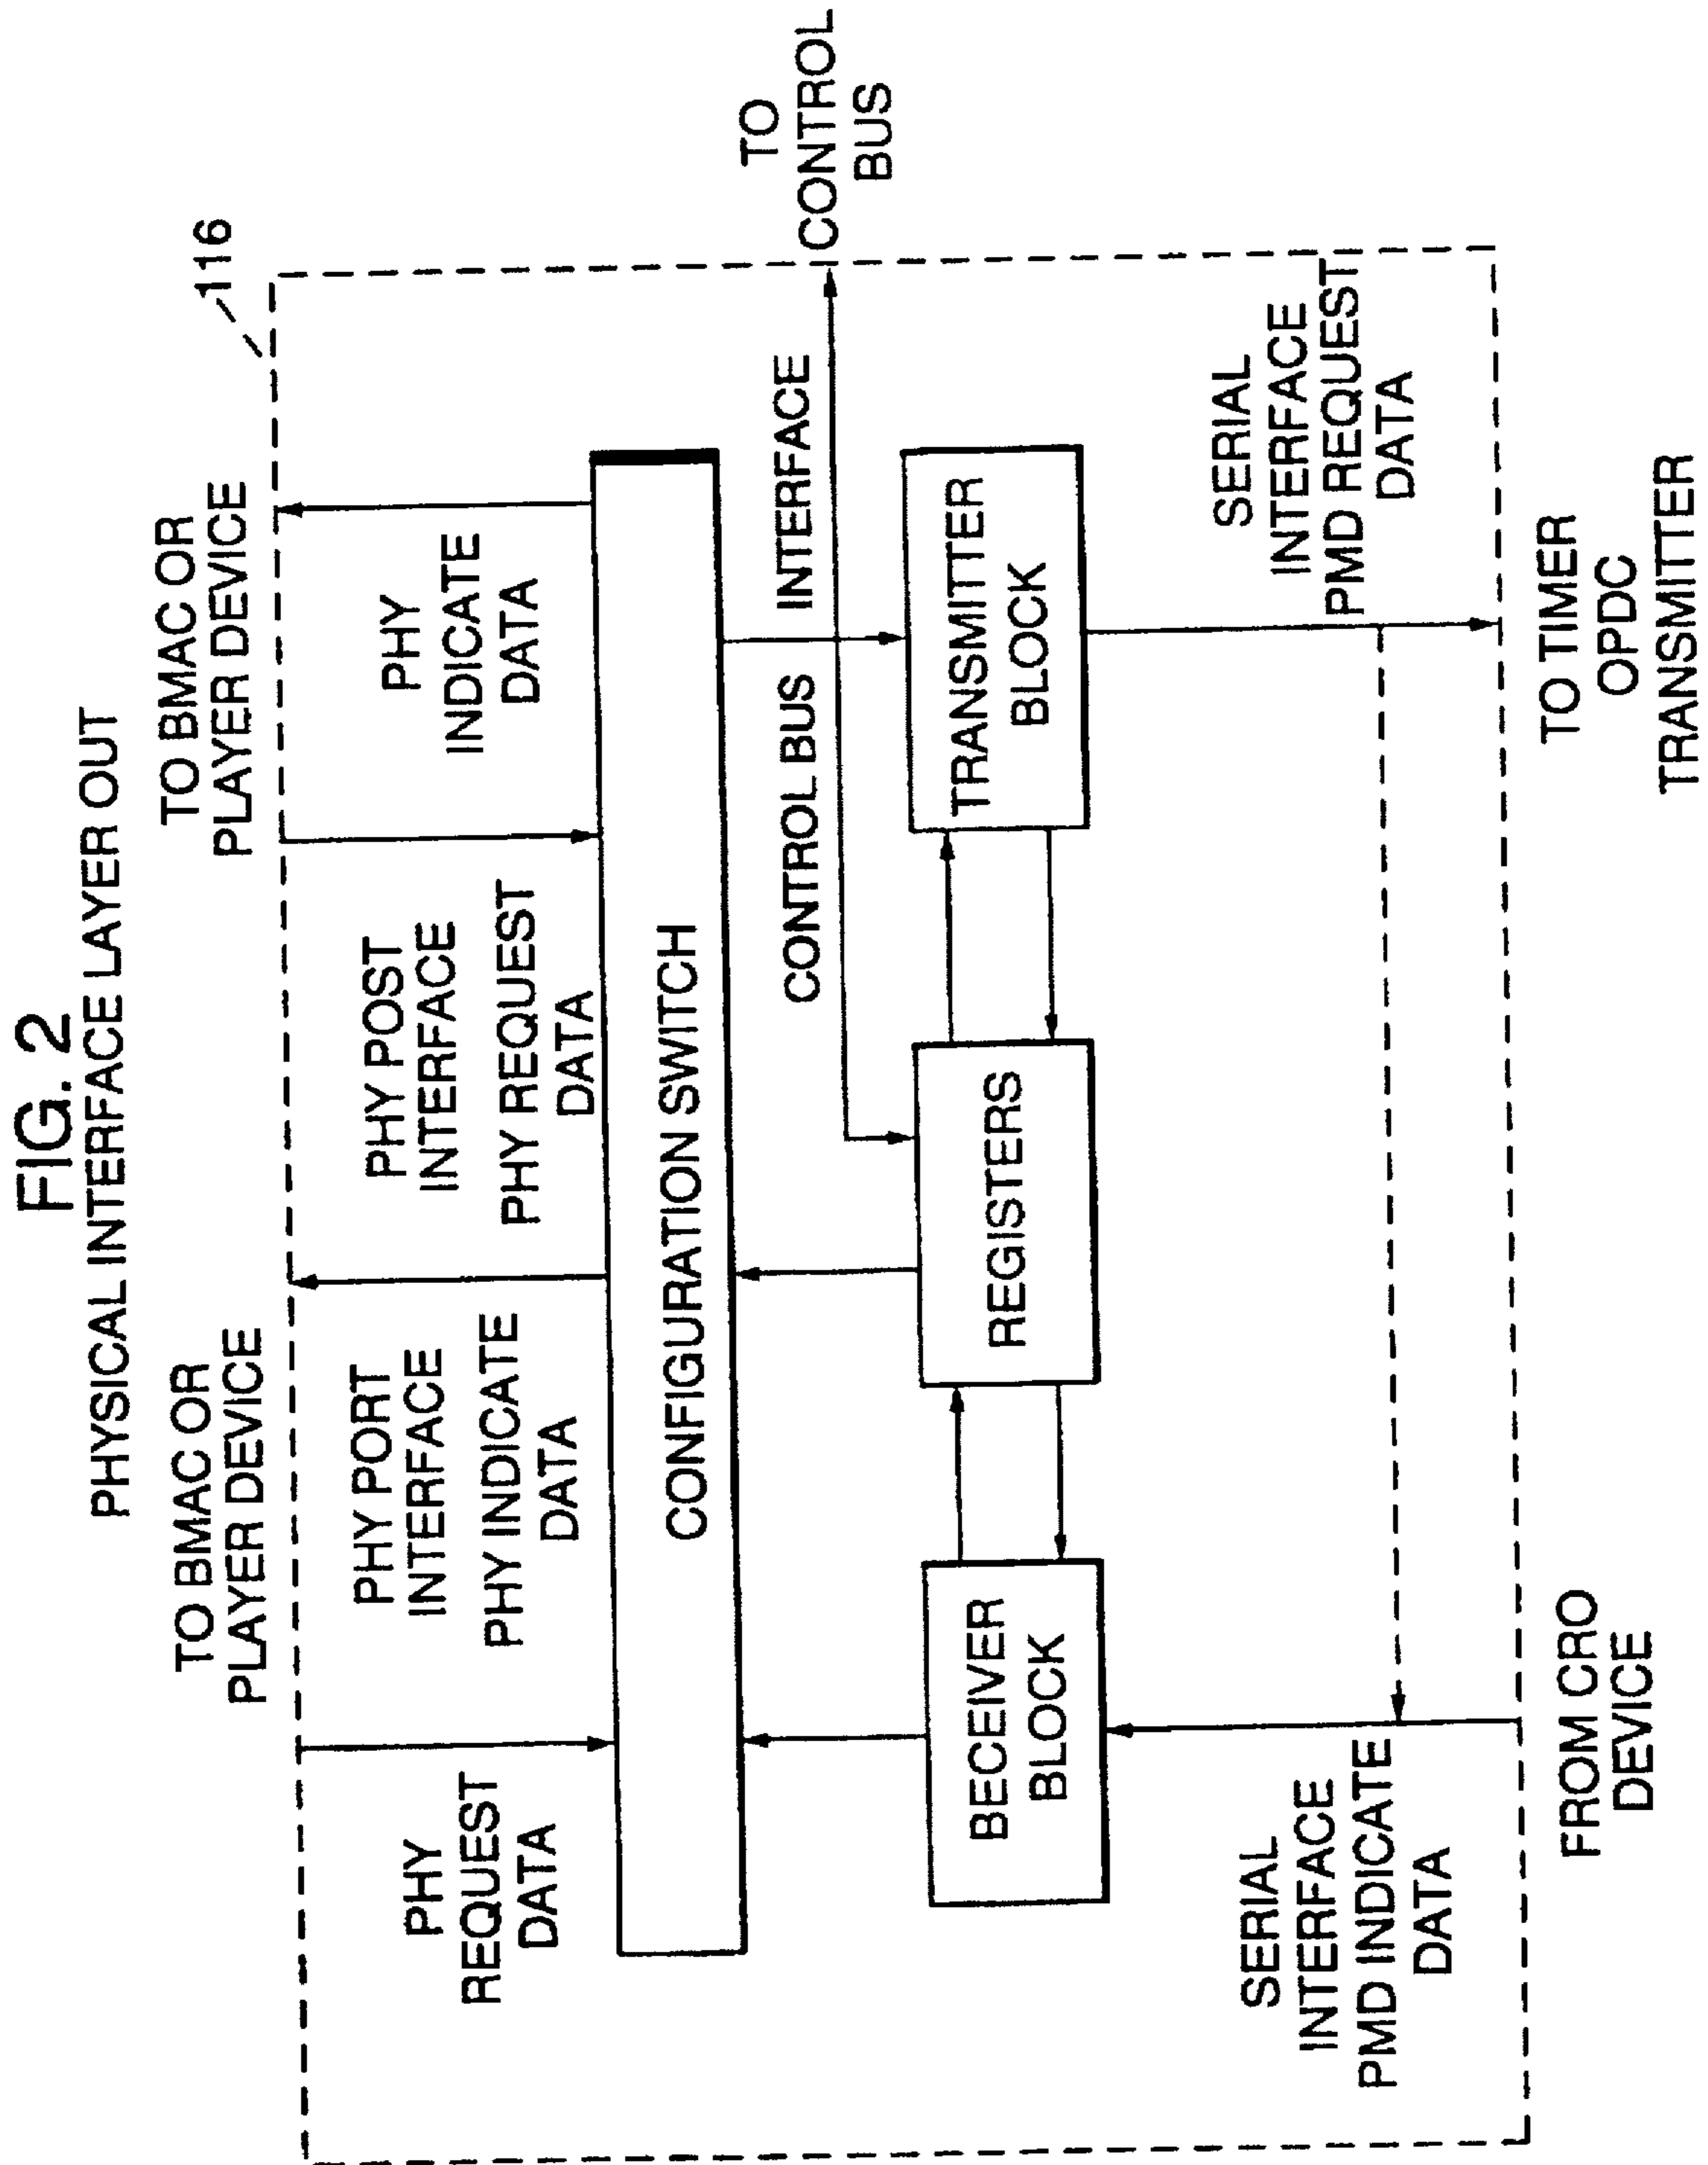 FIG. 2
PHYSICAL INTERFACE LAYER OUT
TO BMAC OR
PLAYER DEVICE
TO BMAC OR
PLAYER DEVICE
116
PHY
REQUEST
DATA
PHY PORT
INTERFACE
PHY INDICATE
DATA
PHY POST
INTERFACE
PHY REQUEST
DATA
PHY
INDICATE
DATA
CONFIGURATION SWITCH
CONTROL BUS INTERFACE
TO
CONTROL
BUS
BECEIVER
BLOCK
REGISTERS
TRANSMITTER
BLOCK
SERIAL
INTERFACE
PMD INDICATE
DATA
SERIAL
INTERFACE
PMD REQUEST
DATA
FROM CRO
DEVICE
TO TIMER
OPDC
TRANSMITTER